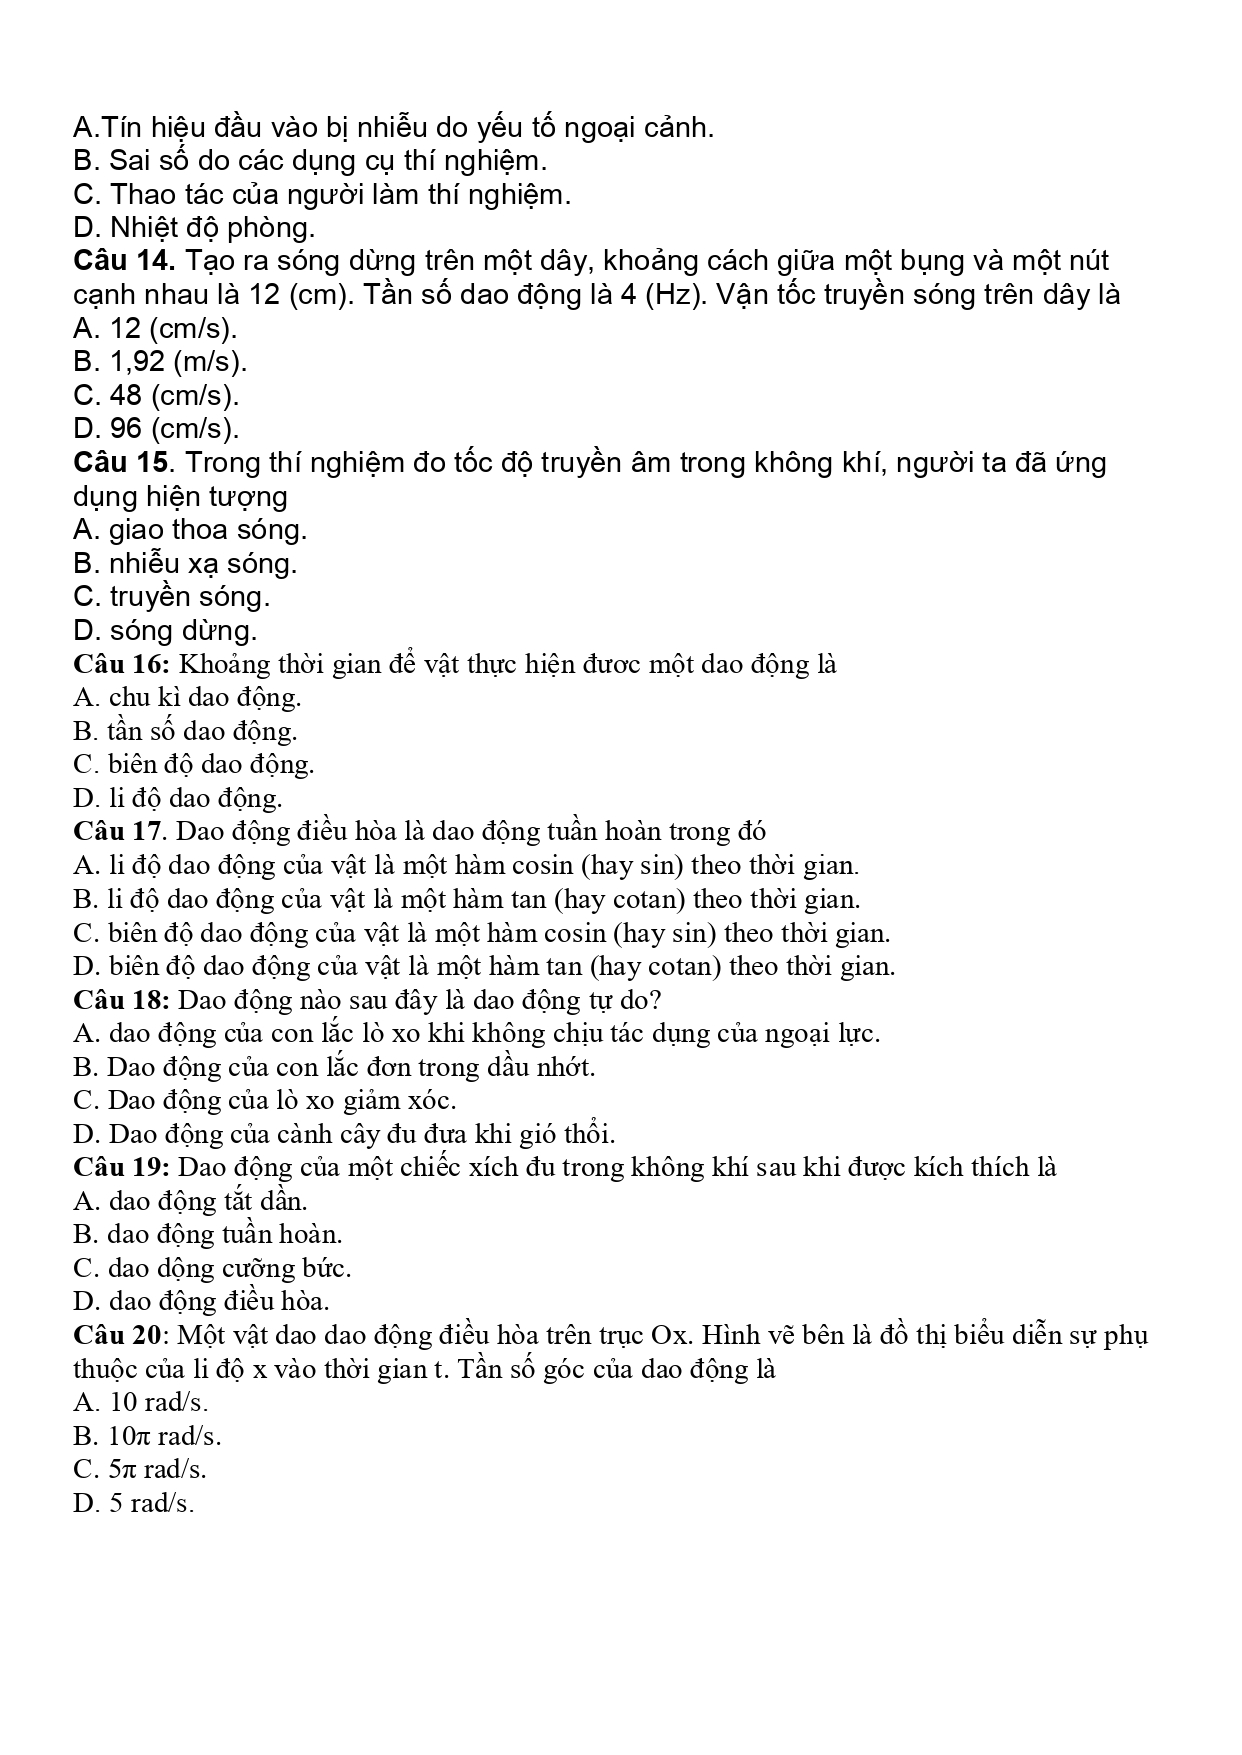 A.Tín hiệu đầu vào bị nhiễu do yếu tố ngoại cảnh.
B. Sai số do các dụng cụ thí nghiệm.
C. Thao tác của người làm thí nghiệm.
D. Nhiệt độ phòng.
Câu 14. Tạo ra sóng dừng trên một dây, khoảng cách giữa một bụng và một nút
cạnh nhau là 12 (cm). Tần số dao động là 4 (Hz). Vận tốc truyền sóng trên dây là
A. 12 (cm/s).
B. 1,92 (m/s).
C. 48 (cm/s).
D. 96 (cm/s).
Câu 15. Trong thí nghiệm đo tốc độ truyền âm trong không khí, người ta đã ứng
dụng hiện tượng
A. giao thoa sóng.
B. nhiễu xạ sóng.
C. truyền sóng.
D. sóng dừng.
Câu 16: Khoảng thời gian để vật thực hiện đươc một dao động là
A. chu kì dao động.
B. tần số dao động.
C. biên độ dao động.
D. li độ dao động.
Câu 17. Dao động điều hòa là dao động tuần hoàn trong đó
A. li độ dao động của vật là một hàm cosin (hay sin) theo thời gian.
B. li độ dao động của vật là một hàm tan (hay cotan) theo thời gian.
C. biên độ dao động của vật là một hàm cosin (hay sin) theo thời gian.
D. biên độ dao động của vật là một hàm tan (hay cotan) theo thời gian.
Câu 18: Dao động nào sau đây là dao động tự do?
A. dao động của con lắc lò xo khi không chịu tác dụng của ngoại lực.
B. Dao động của con lắc đơn trong dầu nhớt.
C. Dao động của lò xo giảm xóc.
D. Dao động của cành cây đu đưa khi gió thổi.
Câu 19: Dao động của một chiếc xích đu trong không khí sau khi được kích thích là
A. dao động tắt dần.
B. dao động tuần hoàn.
C. dao dộng cưỡng bức.
D. dao động điều hòa.
Câu 20: Một vật dao dao động điều hòa trên trục Ox. Hình vẽ bên là đồ thị biểu diễn sự phụ
thuộc của li độ x vào thời gian t. Tần số góc của dao động là
A. 10 rad/s.
B. 10π rad/s.
C. 5π rad/s.
D. 5 rad/s.